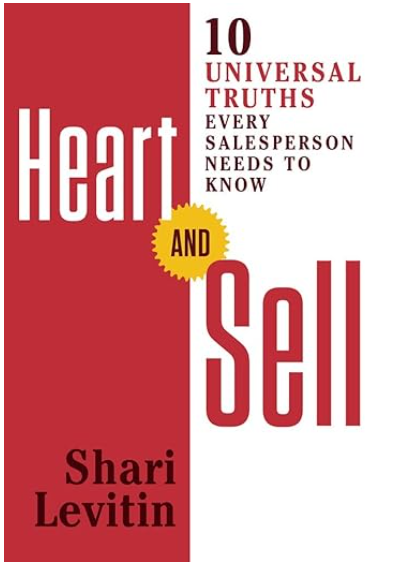 10
UNIVERSAL
TRUTHS
EVERY
SALESPERSON
NEEDS TO
KNOW
Heart
AND
Sell
Shari
Levitin